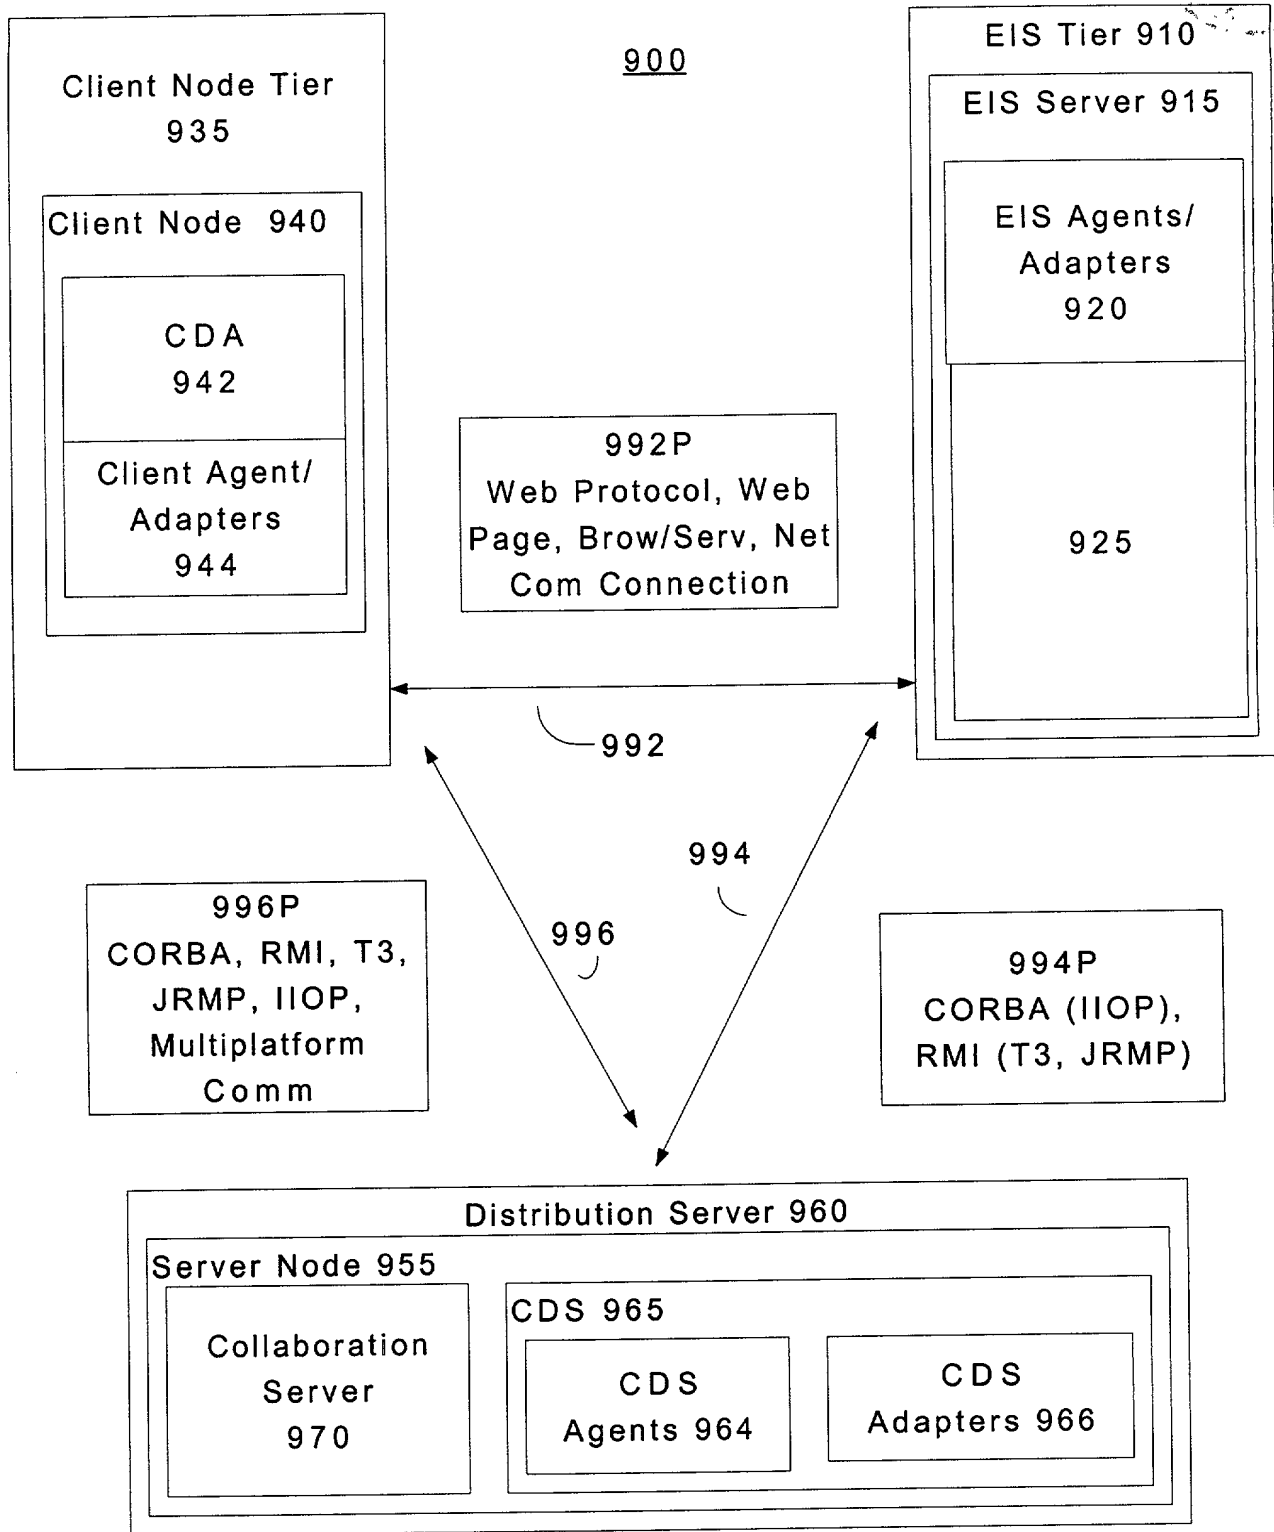 900
Client Node Tier
935
Client Node 940
CDA
942
Client Agent/
Adapters
944
EIS Tier 910
EIS Server 915
EIS Agents/
Adapters
920
925
992P
Web Protocol, Web
Page, Brow/Serv, Net
Com Connection
992
994
996
996P
CORBA, RMI, T3,
JRMP, IIOP,
Multiplatform
Comm
994P
CORBA (IIOP),
RMI (T3, JRMP)
Distribution Server 960
Server Node 955
Collaboration
Server
970
CDS 965
CDS
Agents 964
CDS
Adapters 966